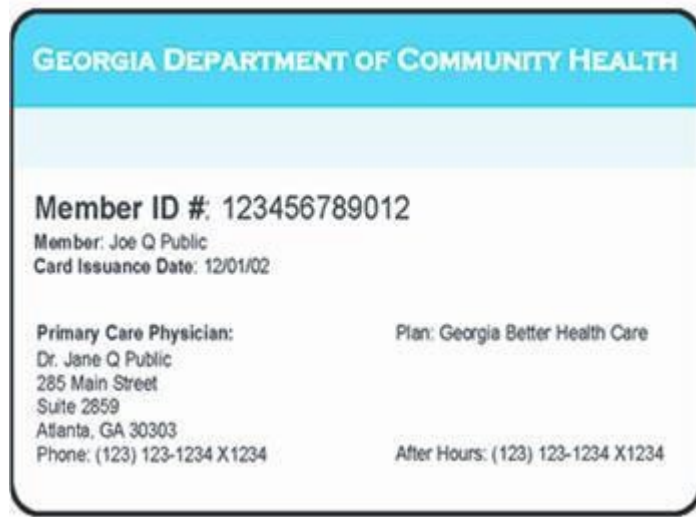 GEORGIA DEPARTMENT OF COMMUNITY HEALTH
Member ID #: 123456789012
Member: Joe Q Public
Card Issuance Date: 12/01/02
Primary Care Physician:
Dr. Jane Q Public
285 Main Street
Suite 2859
Atlanta, GA 30303
Phone: (123) 123-1234 X1234
Plan: Georgia Better Health Care
After Hours: (123) 123-1234 X1234